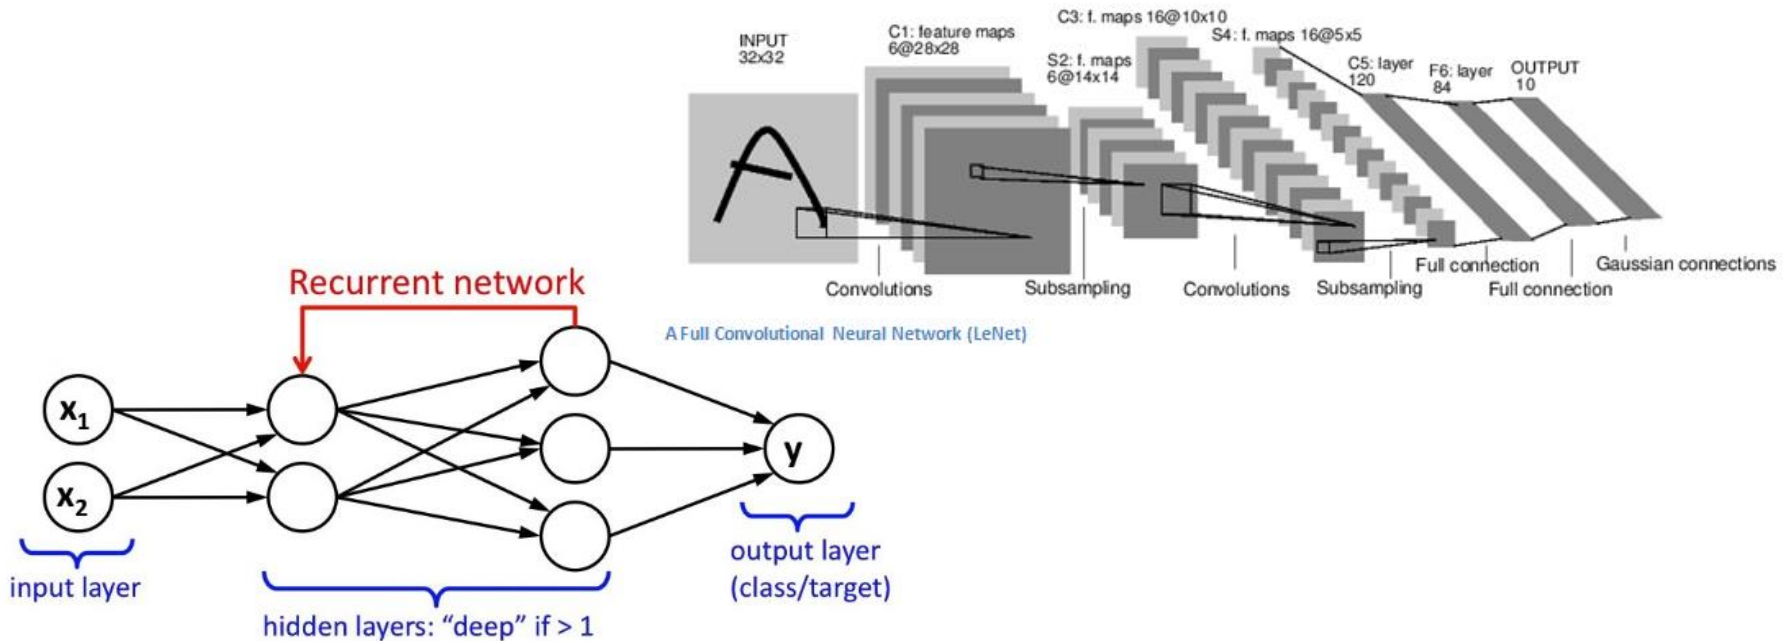 INPUT
32x32
C1: feature maps
6@28x28
S2: f. maps
6@14x14
C3: f. maps 16@10x10
S4: f. maps 16@5x5
C5: layer
120
F6: layer
84
OUTPUT
10
Convolutions
Subsampling
Convolutions
Subsampling
Full connection
Full connection
Gaussian connections
A Full Convolutional Neural Network (LeNet)
Recurrent network
x1
x2
y
input layer
hidden layers: “deep” if > 1
output layer
(class/target)